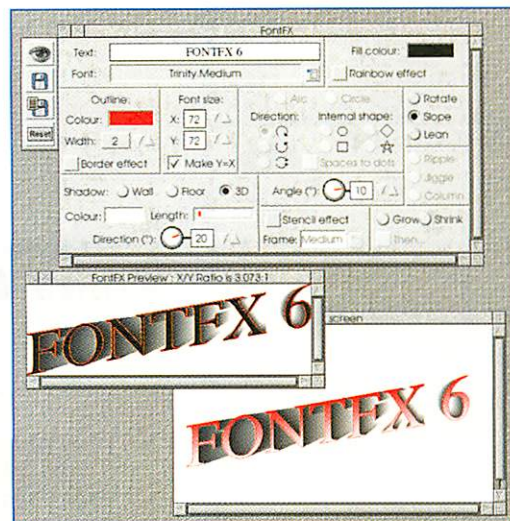 FontFX
Text: FONTFX 6 Fill colour:
Font: Trinity.Medium Rainbow effect
Reset
Outline: Font size: Arc Circle Rotate
Colour: X: 72 Direction: Internal shape: Slope
Width: 2 Y: 72 Lean
Border effect Make Y=X Spaces to dots Ripple
Jiggle
Column
Shadow: Wall Floor 3D Angle (°): 10
Colour: Length: Stencil effect Grow Shrink
Direction (°): 20 Frame: Medium Then...
FontFX Preview : X/Y Ratio is 3.073:1
FONTFX 6
screen
FONTFX 6